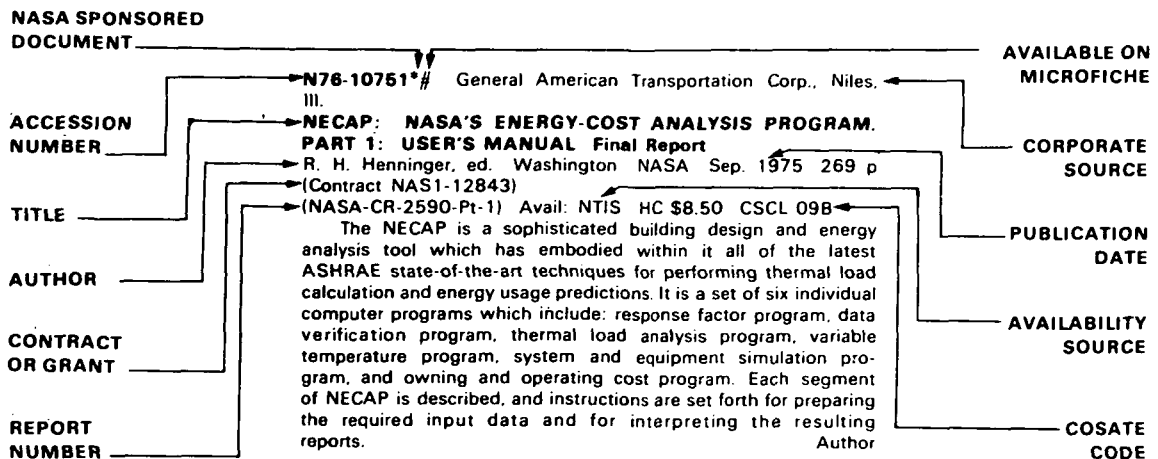 NASA SPONSORED
DOCUMENT
AVAILABLE ON
MICROFICHE
N76-10751*# General American Transportation Corp., Niles,
Ill.
ACCESSION
NUMBER
NECAP: NASA'S ENERGY-COST ANALYSIS PROGRAM.
PART 1: USER'S MANUAL Final Report
CORPORATE
SOURCE
R. H. Henninger, ed. Washington NASA Sep. 1975 269 p
(Contract NAS1-12843)
TITLE
(NASA-CR-2590-Pt-1) Avail: NTIS HC $8.50 CSCL 09B
PUBLICATION
DATE
The NECAP is a sophisticated building design and energy
analysis tool which has embodied within it all of the latest
ASHRAE state-of-the-art techniques for performing thermal load
calculation and energy usage predictions. It is a set of six individual
computer programs which include: response factor program, data
verification program, thermal load analysis program, variable
temperature program, system and equipment simulation pro-
gram, and owning and operating cost program. Each segment
of NECAP is described, and instructions are set forth for preparing
the required input data and for interpreting the resulting
reports. Author
AUTHOR
CONTRACT
OR GRANT
AVAILABILITY
SOURCE
REPORT
NUMBER
COSATE
CODE